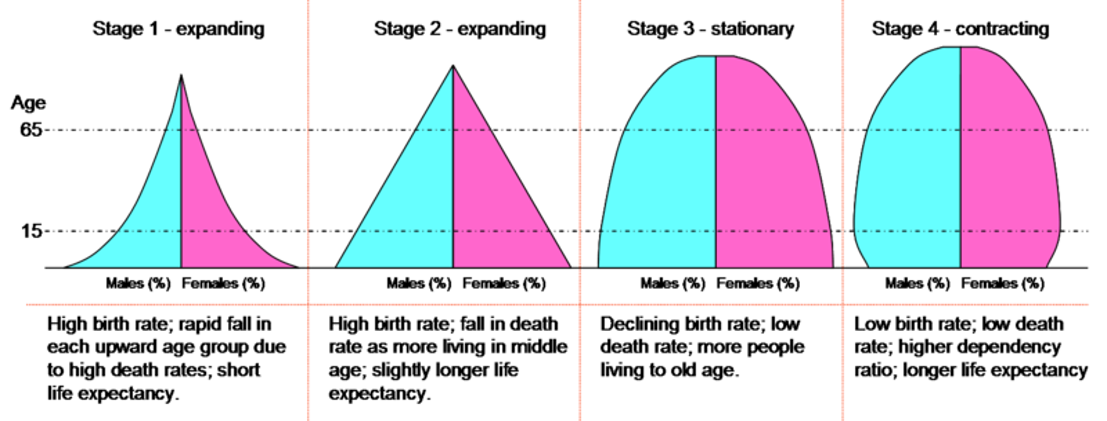 Stage 1 - expanding
Stage 2 - expanding
Stage 3 - stationary
Stage 4 - contracting
Age
65
15
Males (%) Females (%)
Males (%) Females (%)
Males (%) Females (%)
Males (%) Females (%)
High birth rate; rapid fall in
each upward age group due
to high death rates; short
life expectancy.
High birth rate; fall in death
rate as more living in middle
age; slightly longer life
expectancy.
Declining birth rate; low
death rate; more people
living to old age.
Low birth rate; low death
rate; higher dependency
ratio; longer life expectancy